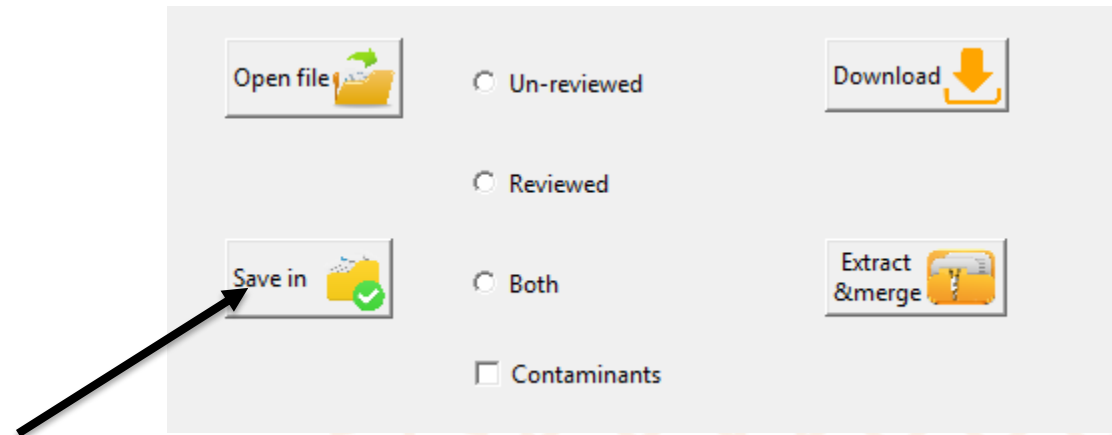 Open file
Un-reviewed
Download
Reviewed
Save in
Both
Extract
&merge
Contaminants